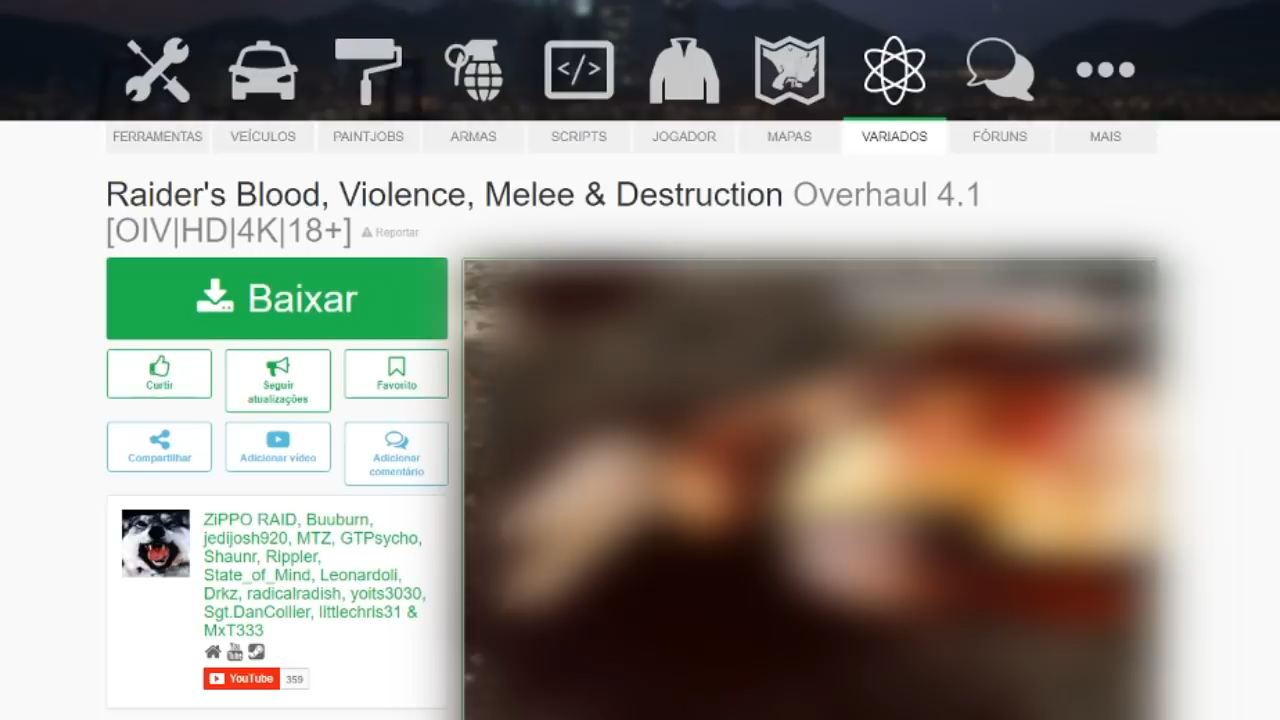 FERRAMENTAS VEÍCULOS PAINTJOBS ARMAS SCRIPTS JOGADOR MAPAS VARIADOS FÓRUNS MAIS
Raider's Blood, Violence, Melee & Destruction Overhaul 4.1
[OIV|HD|4K|18+] Reportar
Baixar
Curtir
Seguir
atualizações
Favorito
Compartilhar
Adicionar vídeo
Adicionar
comentário
ZiPPO RAID, Buuburn,
jedijosh920, MTZ, GTPsycho,
Shaunr, Rippler,
State_of_Mind, Leonardoli,
Drkz, radicalradish, yoits3030,
Sgt.DanCollier, littlechris31 &
MxT333
YouTube 359